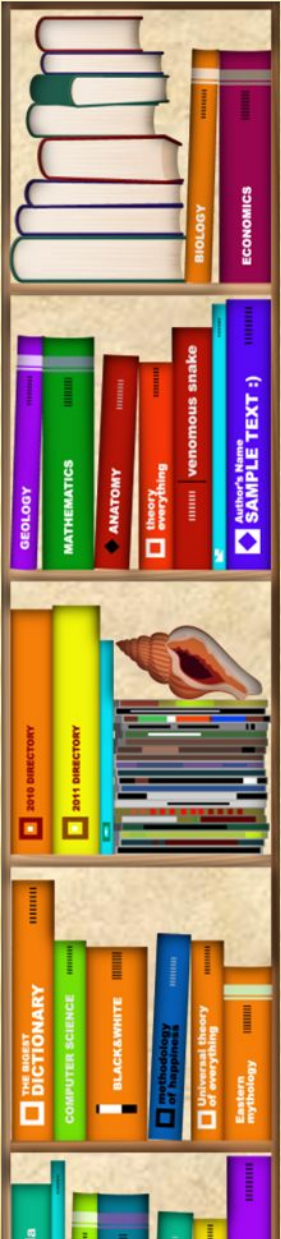 BIOLOGY
ECONOMICS
GEOLOGY
MATHEMATICS
ANATOMY
theory
everything
venomous snake
Author's Name
SAMPLE TEXT :)
2010 DIRECTORY
2011 DIRECTORY
THE BIGEST
DICTIONARY
COMPUTER SCIENCE
BLACK&WHITE
methodology
of happiness
Universal theory
of everything
Eastern
mythology